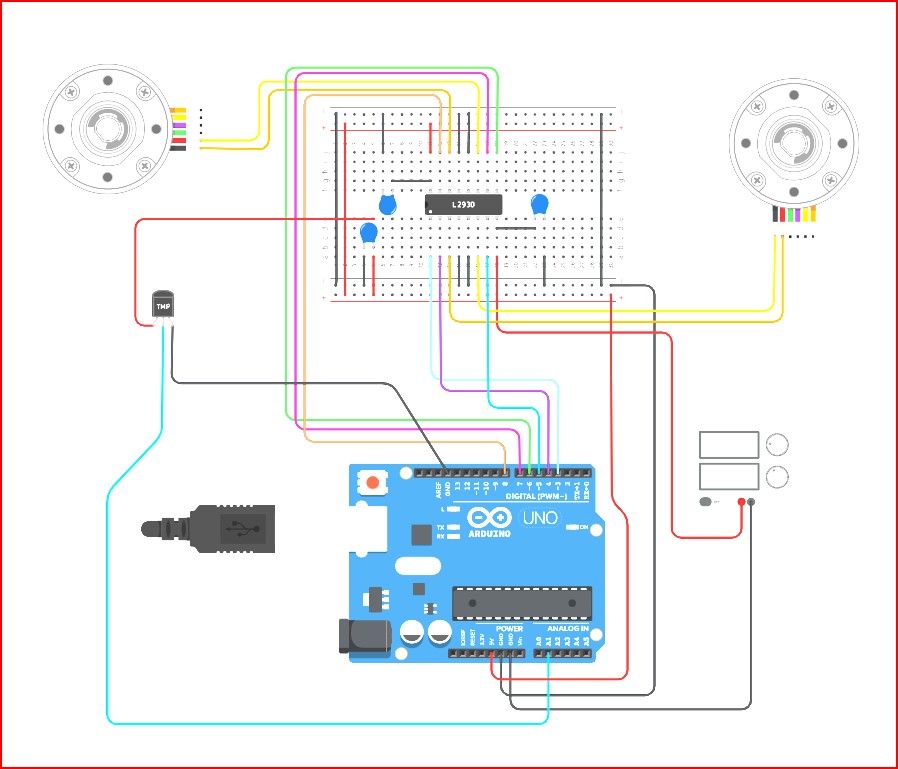 L293D
TMP
AREF
GND
13
12
~11
~10
~9
8
7
~6
~5
4
~3
2
TX→1
RX←0
DIGITAL (PWM~)
L
TX
RX
ARDUINO
UNO
ON
POWER
ANALOG IN
IOREF
RESET
3.3V
5V
GND
GND
Vin
A0
A1
A2
A3
A4
A5